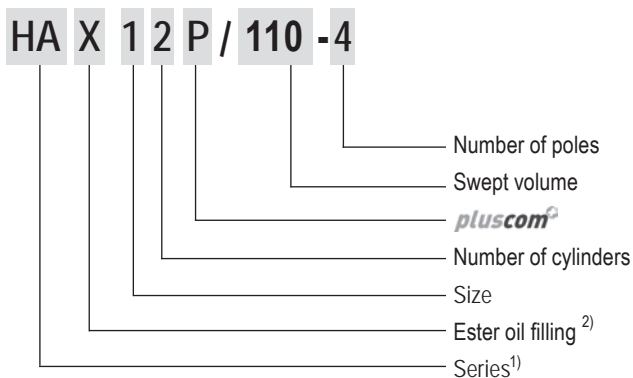 HA X 1 2 P / 110 - 4
Number of poles
Swept volume
pluscom
Number of cylinders
Size
Ester oil filling 2)
Series1)